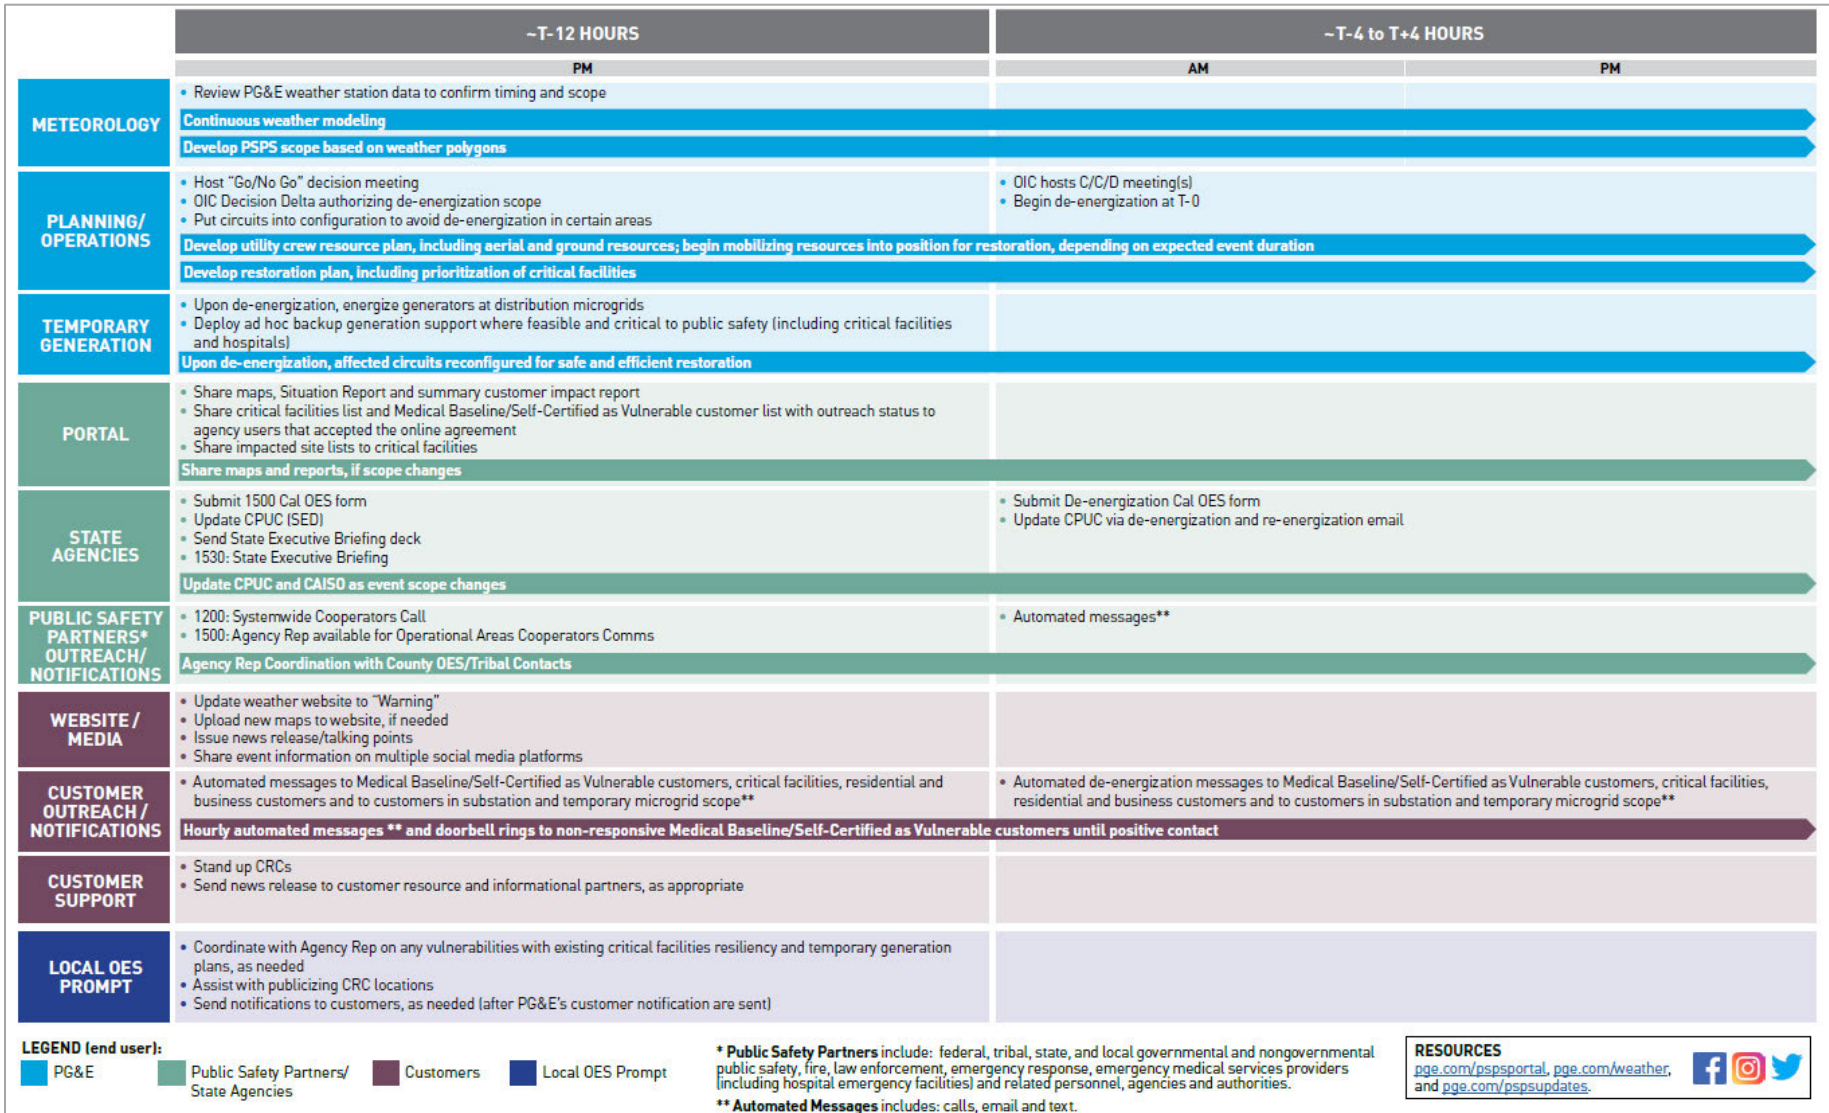 ~T-12 HOURS
~T-4 to T+4 HOURS
PM
AM
PM
METEOROLOGY
• Review PG&E weather station data to confirm timing and scope
Continuous weather modeling
Develop PSPS scope based on weather polygons
PLANNING/
OPERATIONS
• Host “Go/No Go” decision meeting
• OIC Decision Delta authorizing de-energization scope
• Put circuits into configuration to avoid de-energization in certain areas
• OIC hosts C/C/D meeting(s)
• Begin de-energization at T-0
Develop utility crew resource plan, including aerial and ground resources; begin mobilizing resources into position for restoration, depending on expected event duration
Develop restoration plan, including prioritization of critical facilities
TEMPORARY
GENERATION
• Upon de-energization, energize generators at distribution microgrids
• Deploy ad hoc backup generation support where feasible and critical to public safety (including critical facilities
and hospitals)
Upon de-energization, affected circuits reconfigured for safe and efficient restoration
PORTAL
• Share maps, Situation Report and summary customer impact report
• Share critical facilities list and Medical Baseline/Self-Certified as Vulnerable customer list with outreach status to
agency users that accepted the online agreement
• Share impacted site lists to critical facilities
Share maps and reports, if scope changes
STATE
AGENCIES
• Submit 1500 Cal OES form
• Update CPUC (SED)
• Send State Executive Briefing deck
• 1530: State Executive Briefing
• Submit De-energization Cal OES form
• Update CPUC via de-energization and re-energization email
Update CPUC and CAISO as event scope changes
PUBLIC SAFETY
PARTNERS*
OUTREACH/
NOTIFICATIONS
• 1200: Systemwide Cooperators Call
• 1500: Agency Rep available for Operational Areas Cooperators Comms
• Automated messages**
Agency Rep Coordination with County OES/Tribal Contacts
WEBSITE /
MEDIA
• Update weather website to “Warning”
• Upload new maps to website, if needed
• Issue news release/talking points
• Share event information on multiple social media platforms
CUSTOMER
OUTREACH /
NOTIFICATIONS
• Automated messages to Medical Baseline/Self-Certified as Vulnerable customers, critical facilities, residential and
business customers and to customers in substation and temporary microgrid scope**
• Automated de-energization messages to Medical Baseline/Self-Certified as Vulnerable customers, critical facilities,
residential and business customers and to customers in substation and temporary microgrid scope**
Hourly automated messages ** and doorbell rings to non-responsive Medical Baseline/Self-Certified as Vulnerable customers until positive contact
CUSTOMER
SUPPORT
• Stand up CRCs
• Send news release to customer resource and informational partners, as appropriate
LOCAL OES
PROMPT
• Coordinate with Agency Rep on any vulnerabilities with existing critical facilities resiliency and temporary generation
plans, as needed
• Assist with publicizing CRC locations
• Send notifications to customers, as needed (after PG&E’s customer notification are sent)
LEGEND (end user):
PG&E
Public Safety Partners/
State Agencies
Customers
Local OES Prompt
* Public Safety Partners include: federal, tribal, state, and local governmental and nongovernmental
public safety, fire, law enforcement, emergency response, emergency medical services providers
(including hospital emergency facilities) and related personnel, agencies and authorities.
** Automated Messages includes: calls, email and text.
RESOURCES
pge.com/pspsportal, pge.com/weather,
and pge.com/pspsupdates.